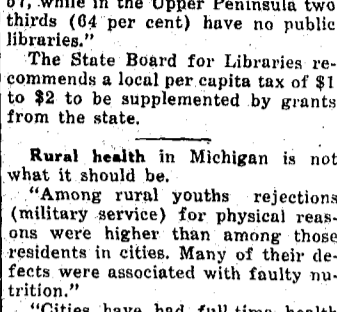 67, while in the Upper Peninsula two
thirds (64 per cent) have no public
libraries."
The State Board for Libraries re-
commends a local per capita tax of $1
to $2 to be supplemented by grants
from the state.
Rural health in Michigan is not
what it should be.
"Among rural youths rejections
(military service) for physical reas-
ons were higher than among those
residents in cities. Many of their de-
fects were associated with faulty nu-
trition."
"Cities have had full-time health